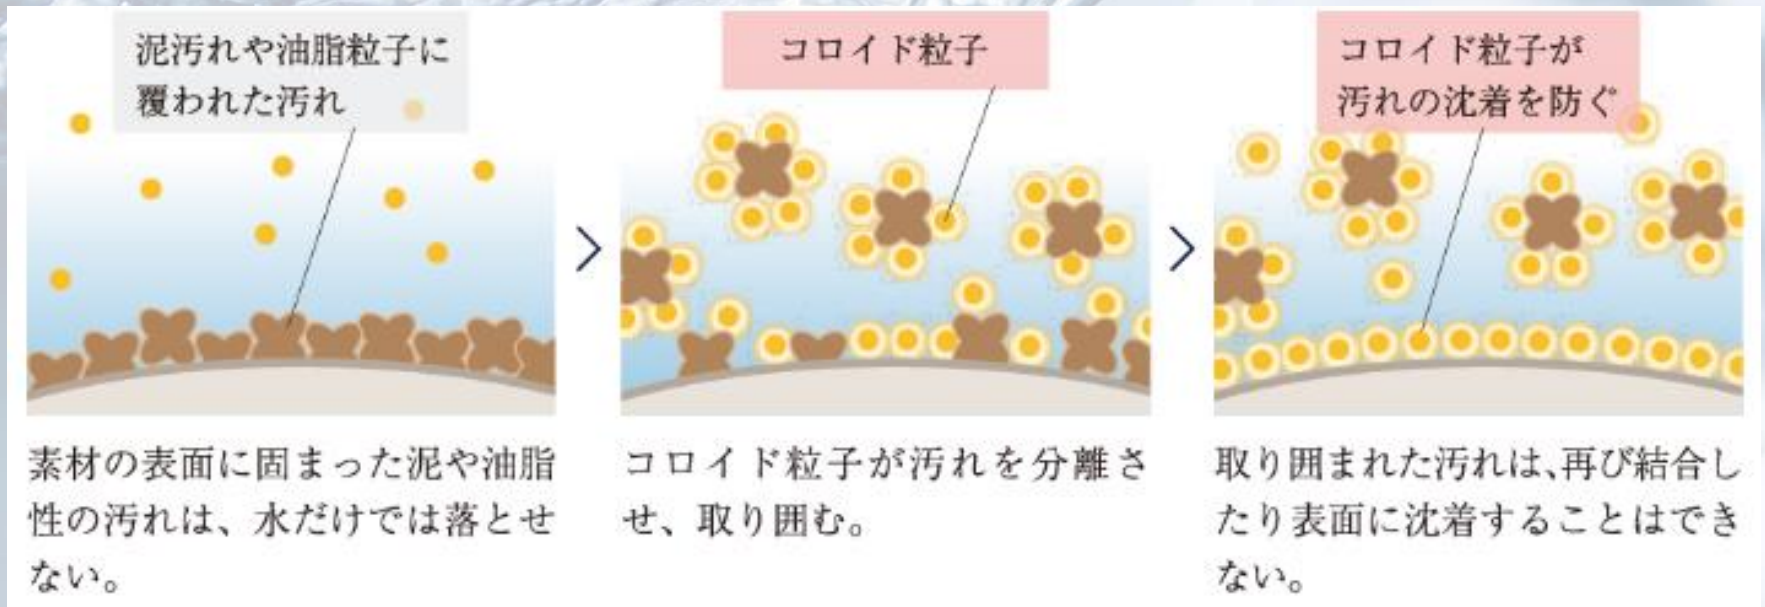 泥汚れや油脂粒子に
覆われた汚れ
素材の表面に固まった泥や油脂
性の汚れは、水だけでは落とせ
ない。
コロイド粒子
コロイド粒子が汚れを分離さ
せ、取り囲む。
コロイド粒子が
汚れの沈着を防ぐ
取り囲まれた汚れは、再び結合し
たり表面に沈着することはでき
ない。